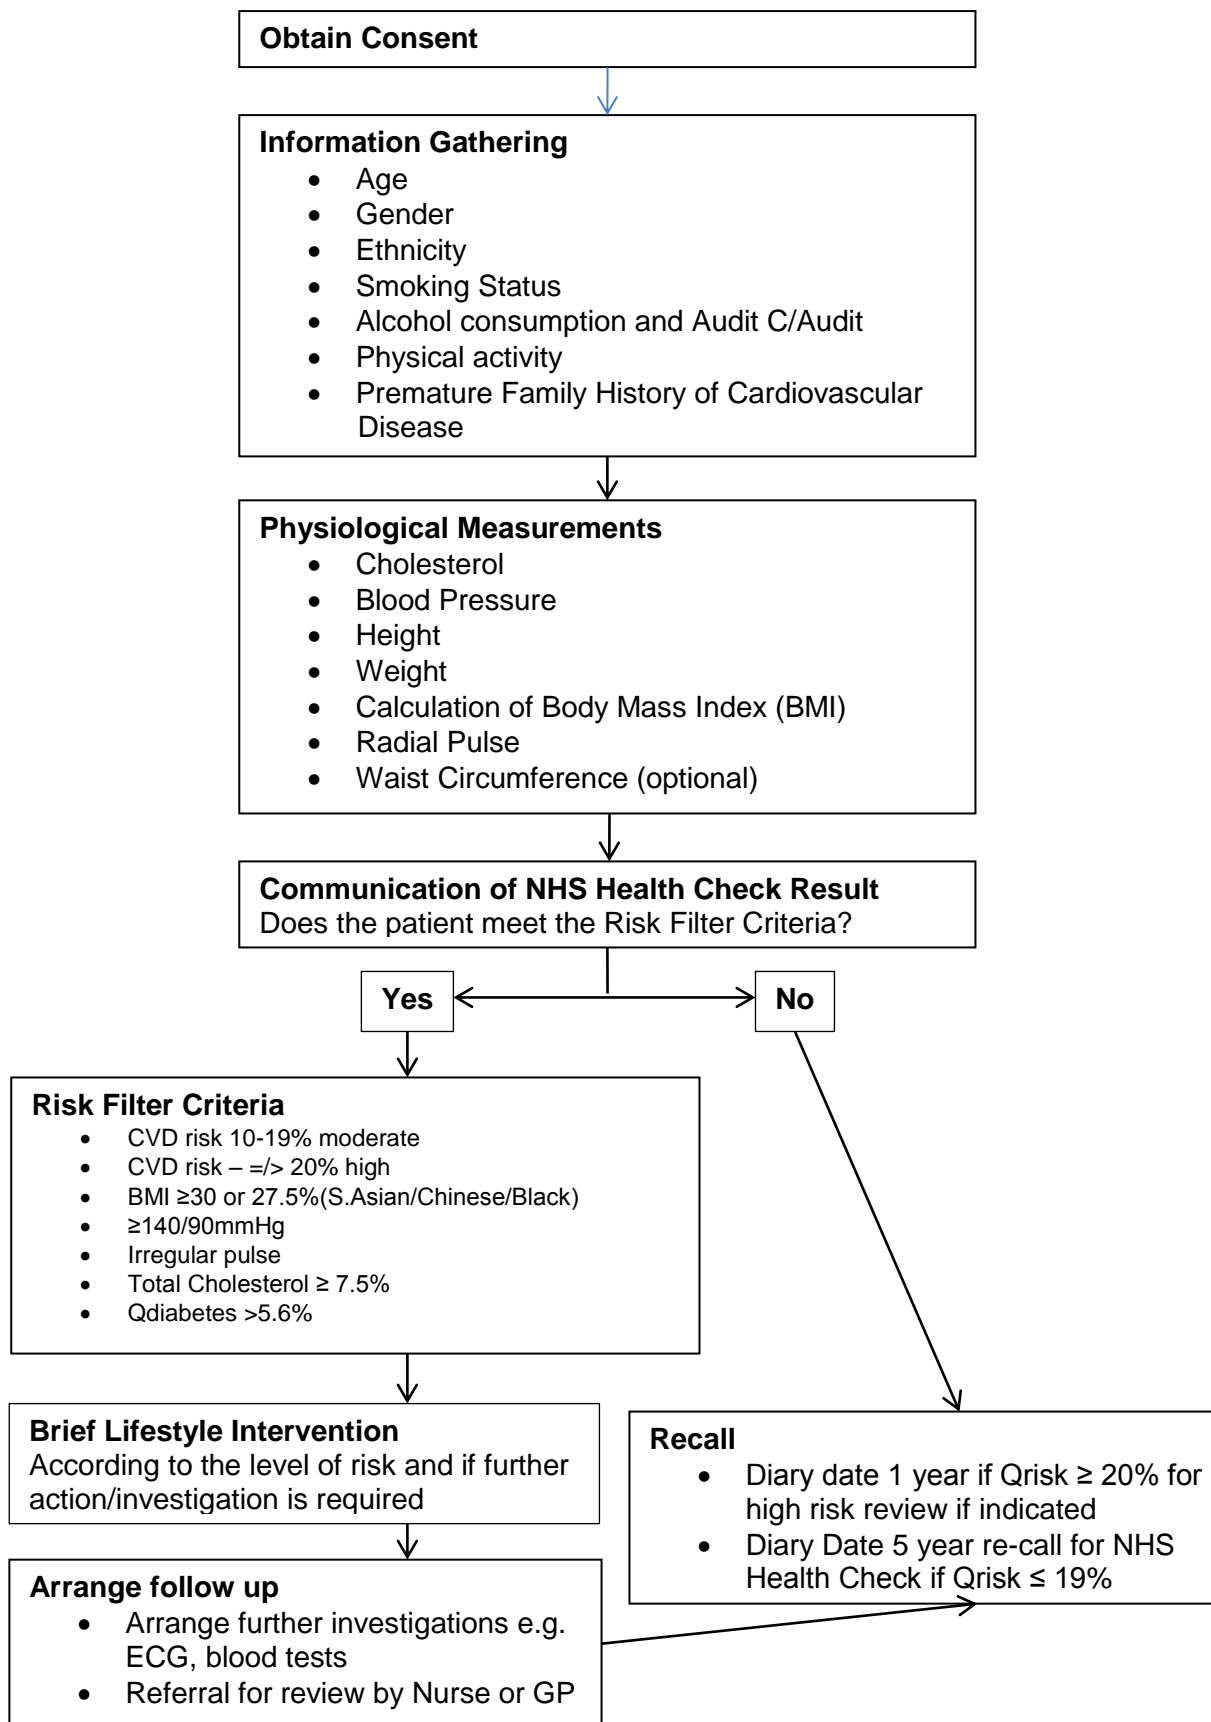 Obtain Consent
Information Gathering
• Age
• Gender
• Ethnicity
• Smoking Status
• Alcohol consumption and Audit C/Audit
• Physical activity
• Premature Family History of Cardiovascular
Disease
Physiological Measurements
• Cholesterol
• Blood Pressure
• Height
• Weight
• Calculation of Body Mass Index (BMI)
• Radial Pulse
• Waist Circumference (optional)
Communication of NHS Health Check Result
Does the patient meet the Risk Filter Criteria?
Yes
No
Risk Filter Criteria
• CVD risk 10-19% moderate
• CVD risk – =/> 20% high
• BMI ≥30 or 27.5%(S.Asian/Chinese/Black)
• ≥140/90mmHg
• Irregular pulse
• Total Cholesterol ≥ 7.5%
• Qdiabetes >5.6%
Brief Lifestyle Intervention
According to the level of risk and if further
action/investigation is required
Arrange follow up
• Arrange further investigations e.g.
ECG, blood tests
• Referral for review by Nurse or GP
Recall
• Diary date 1 year if Qrisk ≥ 20% for
high risk review if indicated
• Diary Date 5 year re-call for NHS
Health Check if Qrisk ≤ 19%